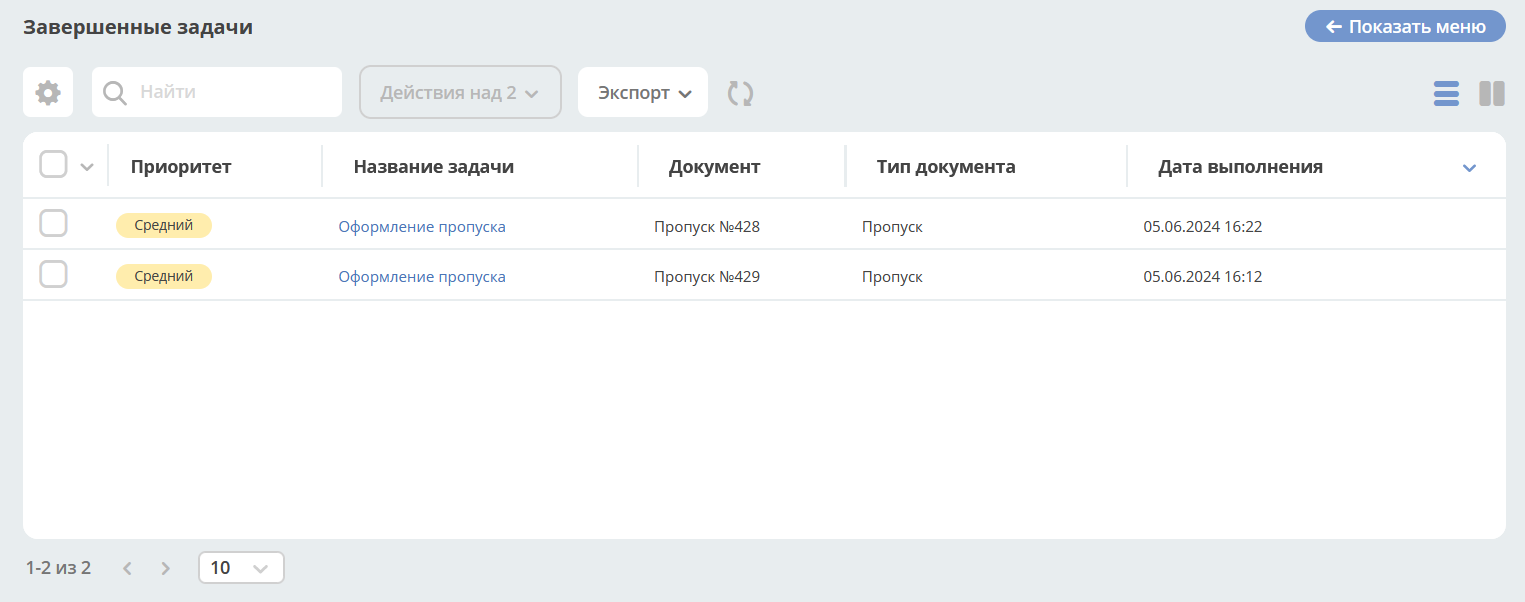 Завершенные задачи
Показать меню
Найти
Действия над 2
Экспорт
Приоритет Название задачи Документ Тип документа Дата выполнения
Средний Оформление пропуска Пропуск №428 Пропуск 05.06.2024 16:22
Средний Оформление пропуска Пропуск №429 Пропуск 05.06.2024 16:12
1-2 из 2
10